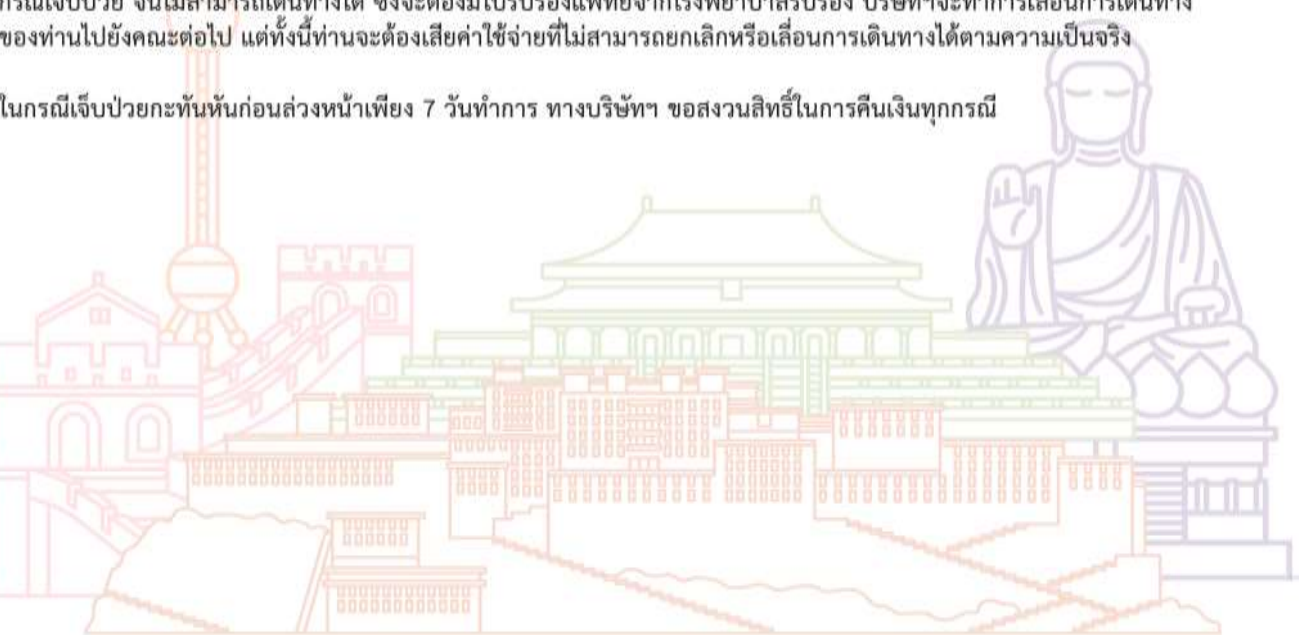 กรณีเจ็บป่วย จนไม่สามารถเดินทางได้ ซึ่งจะต้องมีใบรับรองแพทย์จากโรงพยาบาลรับรอง บริษัทฯจะทำการเลื่อนการเดินทาง
ของท่านไปยังคณะต่อไป แต่ทั้งนี้ท่านจะต้องเสียค่าใช้จ่ายที่ไม่สามารถยกเลิกหรือเลื่อนการเดินทางได้ตามความเป็นจริง
ในกรณีเจ็บป่วยกะทันหันก่อนล่วงหน้าเพียง 7 วันทำการ ทางบริษัทฯ ขอสงวนสิทธิ์ในการคืนเงินทุกกรณี